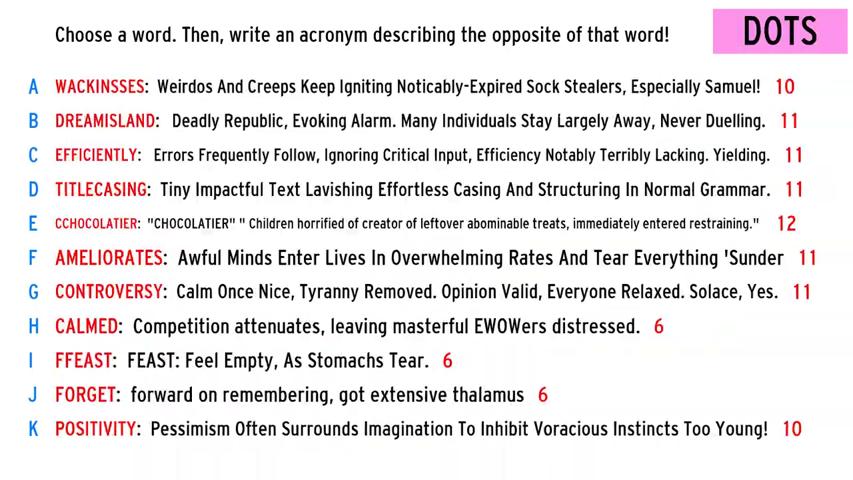 Choose a word. Then, write an acronym describing the opposite of that word!
DOTS
A WACKINSSES: Weirdos And Creeps Keep Igniting Noticably-Expired Sock Stealers, Especially Samuel! 10
B DREAMISLAND: Deadly Republic, Evoking Alarm. Many Individuals Stay Largely Away, Never Duelling. 11
C EFFICIENTLY: Errors Frequently Follow, Ignoring Critical Input, Efficiency Notably Terribly Lacking. Yielding. 11
D TITLECASING: Tiny Impactful Text Lavishing Effortless Casing And Structuring In Normal Grammar. 11
E CCHOCOLATIER: "CHOCOLATIER" " Children horrified of creator of leftover abominable treats, immediately entered restraining." 12
F AMELIORATES: Awful Minds Enter Lives In Overwhelming Rates And Tear Everything 'Sunder 11
G CONTROVERSY: Calm Once Nice, Tyranny Removed. Opinion Valid, Everyone Relaxed. Solace, Yes. 11
H CALMED: Competition attenuates, leaving masterful EWOWers distressed. 6
I FFEAST: FEAST: Feel Empty, As Stomachs Tear. 6
J FORGET: forward on remembering, got extensive thalamus 6
K POSITIVITY: Pessimism Often Surrounds Imagination To Inhibit Voracious Instincts Too Young! 10